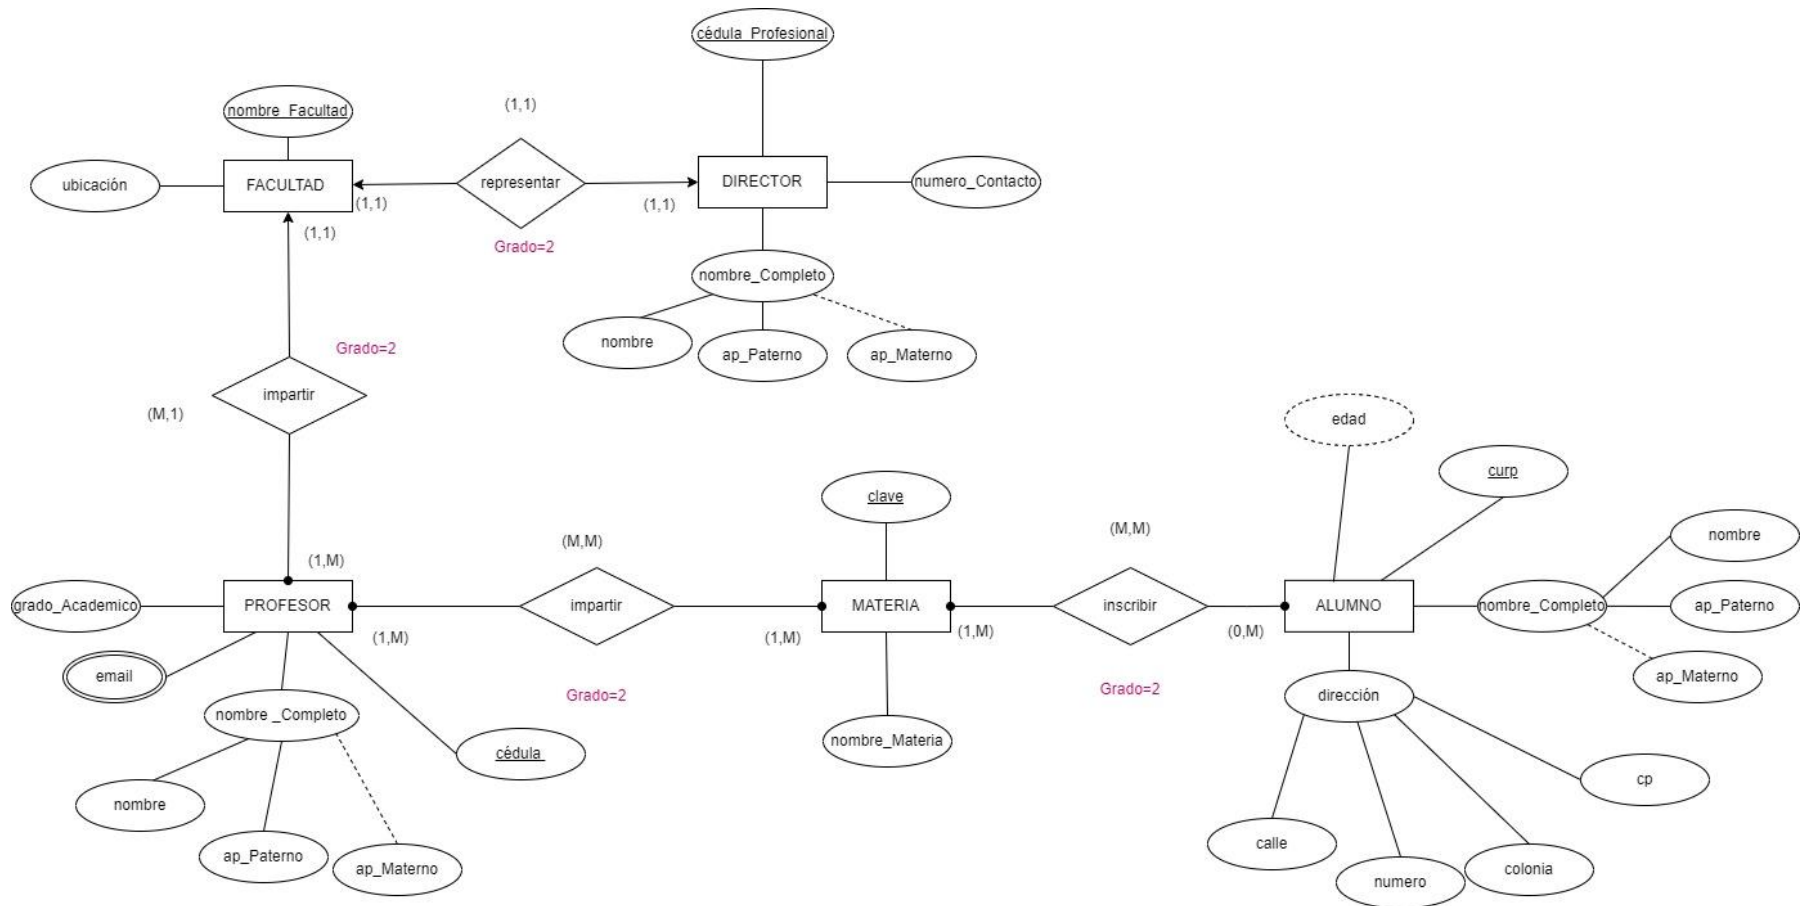 cédula_Profesional
(1,1)
nombre_Facultad
ubicación
FACULTAD
representar
DIRECTOR
numero_Contacto
(1,1)
(1,1)
(1,1)
Grado=2
nombre_Completo
nombre
ap_Paterno
ap_Materno
Grado=2
impartir
(M,1)
edad
curp
clave
nombre
(M,M)
(M,M)
(1,M)
grado_Academico
PROFESOR
impartir
MATERIA
inscribir
ALUMNO
nombre_Completo
ap_Paterno
(1,M)
(1,M)
(1,M)
(0,M)
email
ap_Materno
Grado=2
Grado=2
dirección
nombre _Completo
nombre_Materia
cédula
cp
nombre
calle
ap_Paterno
ap_Materno
numero
colonia